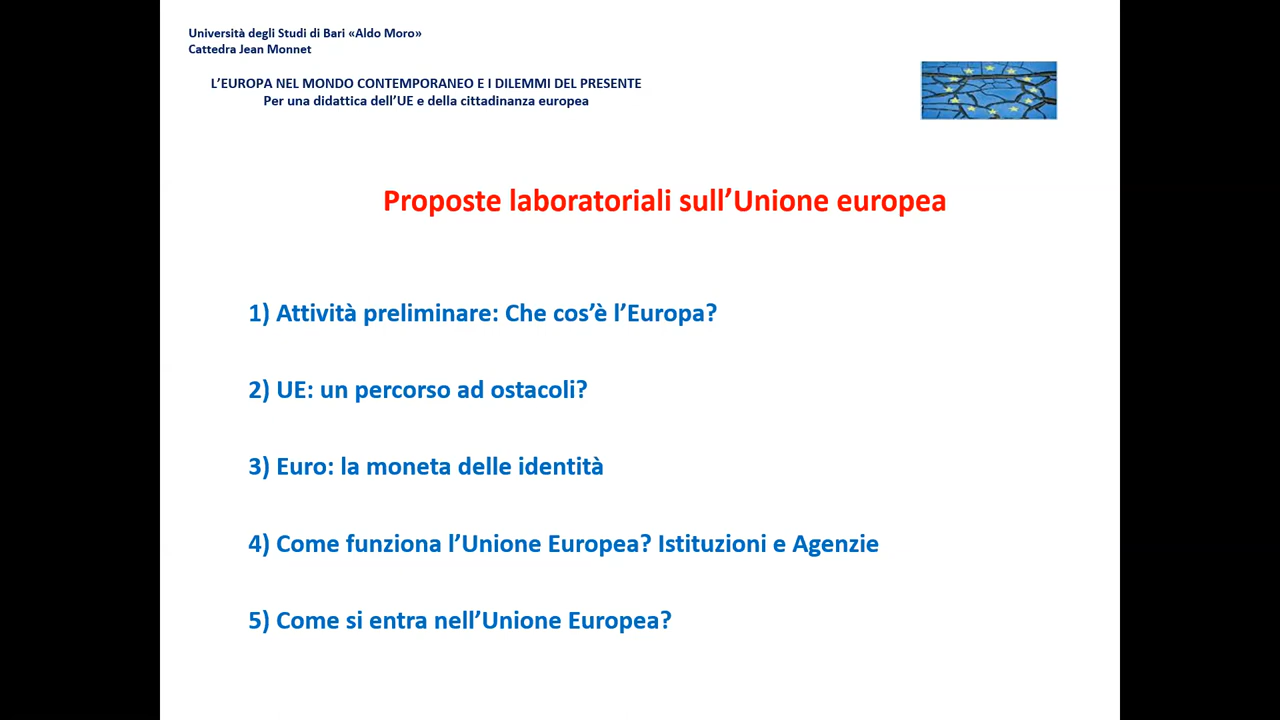 Università degli Studi di Bari «Aldo Moro»
Cattedra Jean Monnet
L’EUROPA NEL MONDO CONTEMPORANEO E I DILEMMI DEL PRESENTE
Per una didattica dell’UE e della cittadinanza europea
Proposte laboratoriali sull’Unione europea
1) Attività preliminare: Che cos’è l’Europa?
2) UE: un percorso ad ostacoli?
3) Euro: la moneta delle identità
4) Come funziona l’Unione Europea? Istituzioni e Agenzie
5) Come si entra nell’Unione Europea?